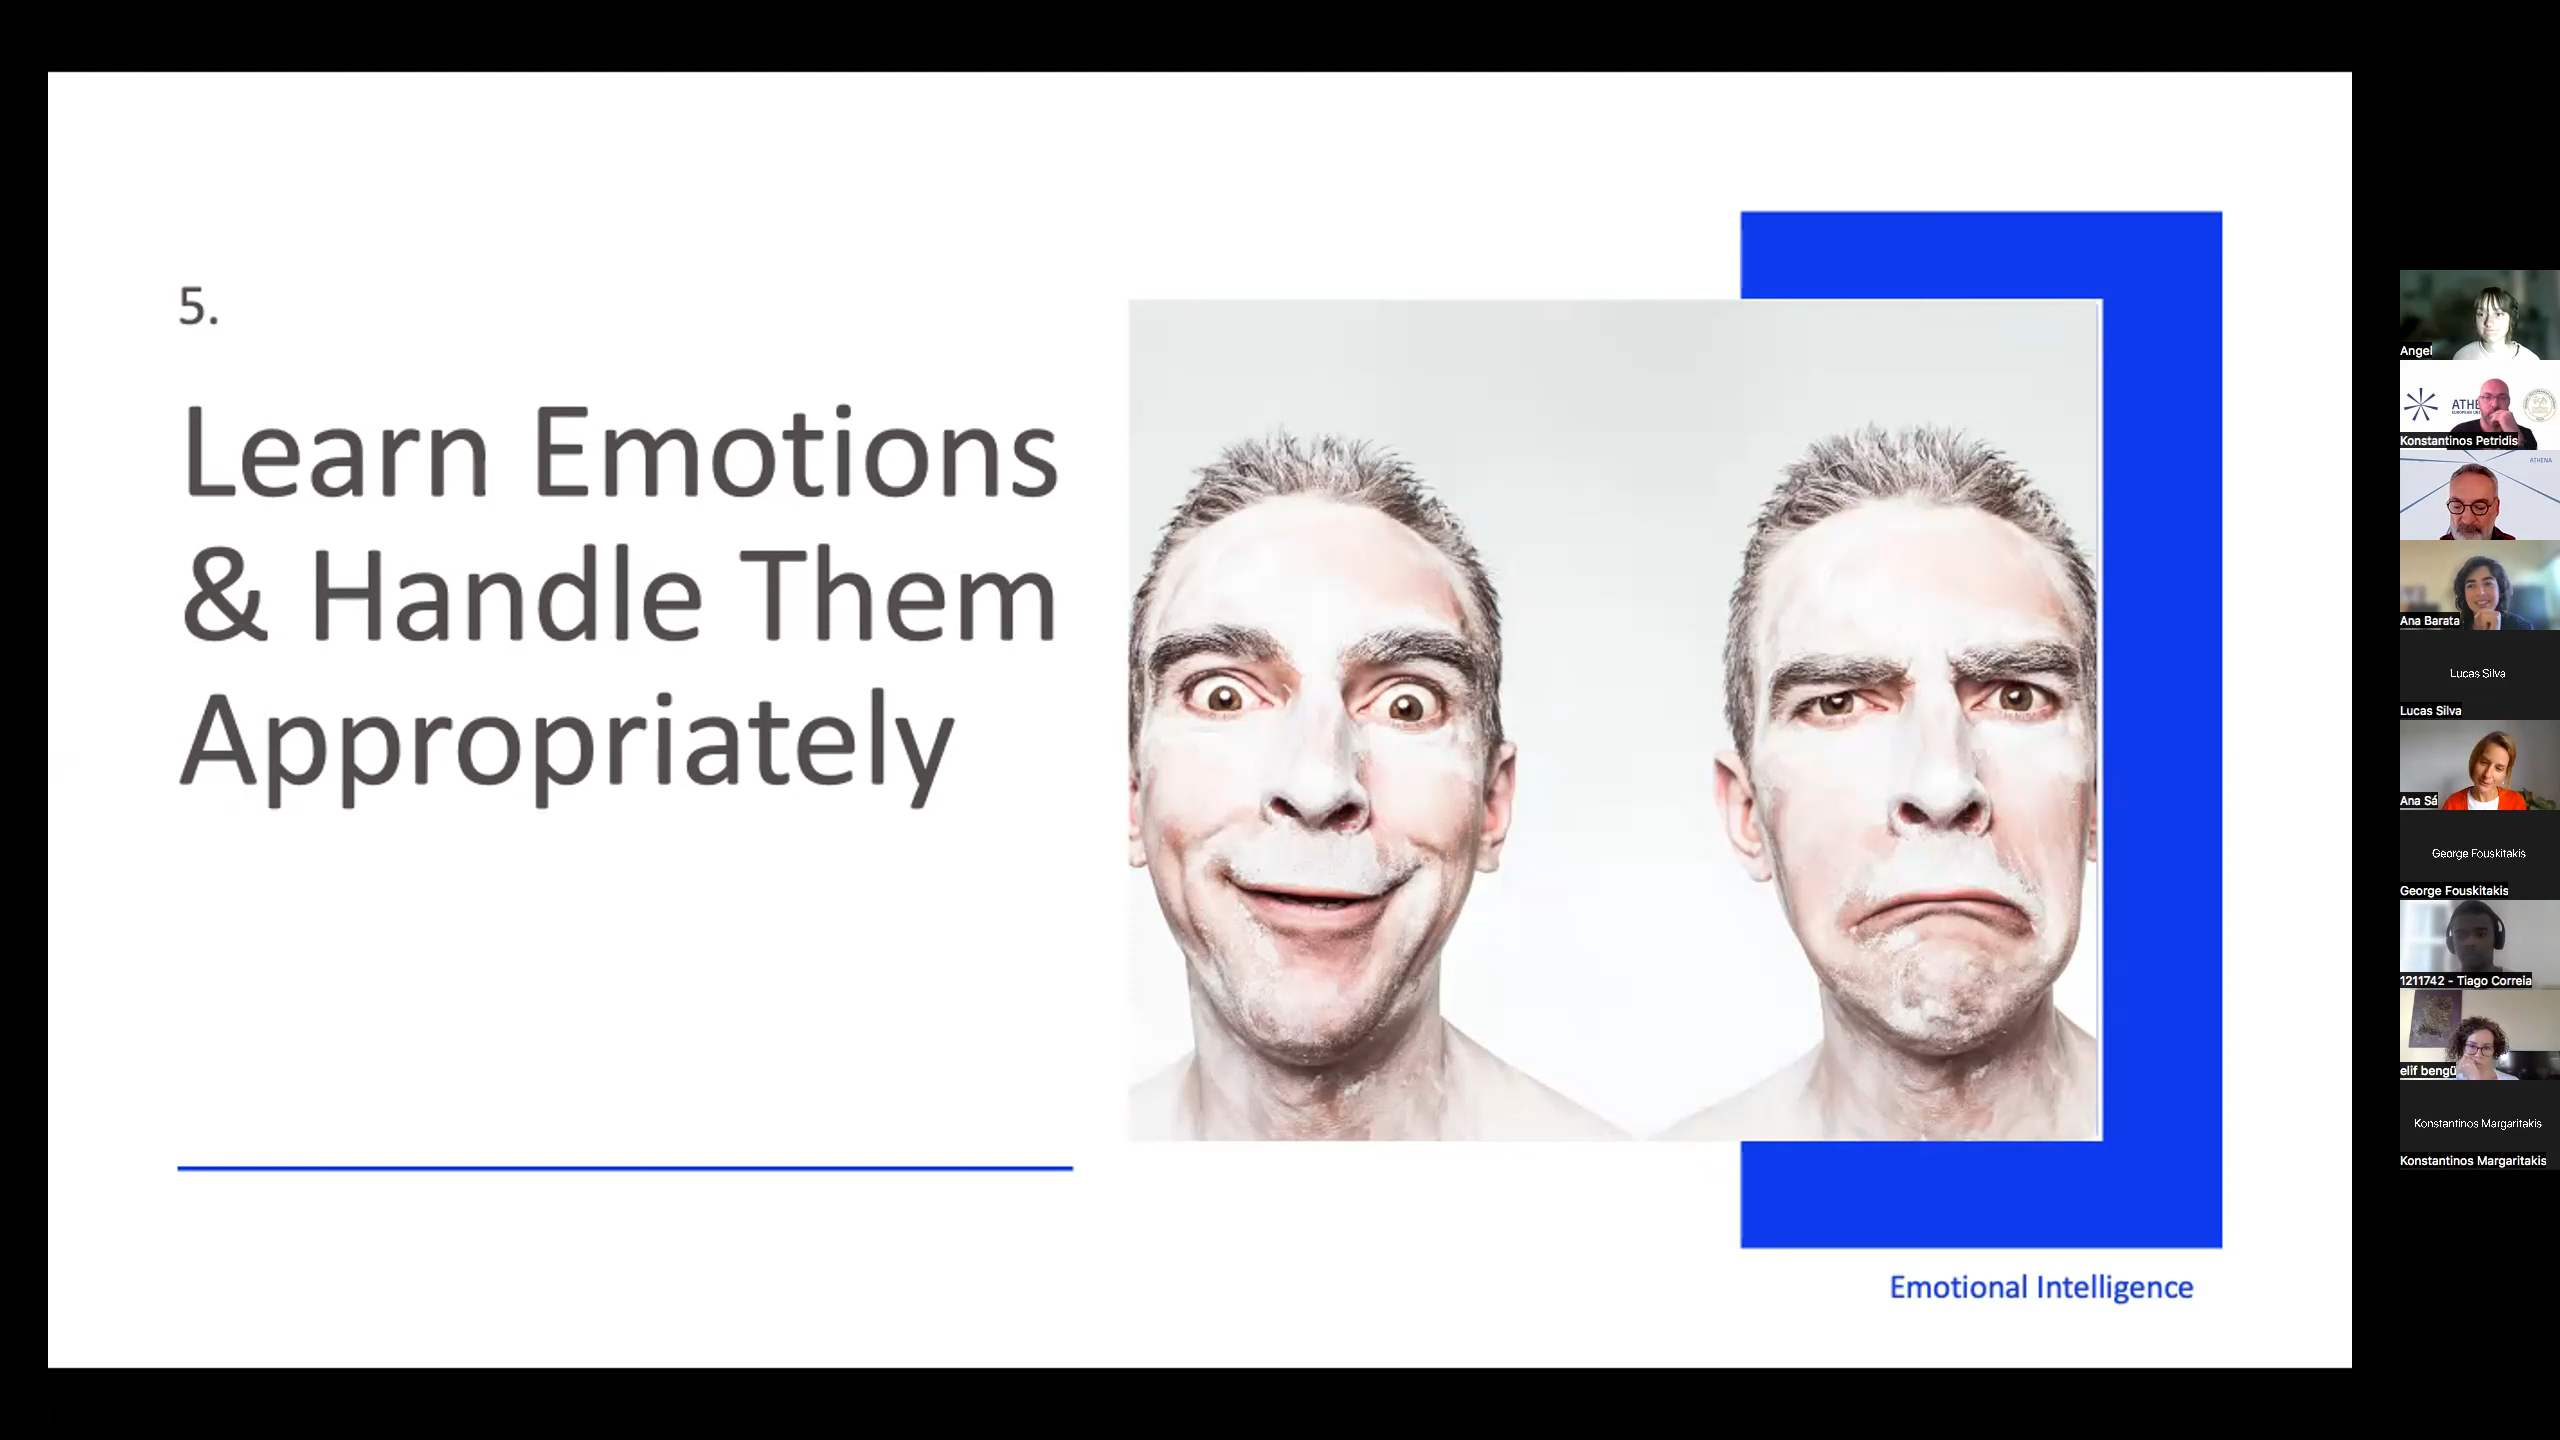 5.
Learn Emotions
& Handle Them
Appropriately
Emotional Intelligence
Angel
Konstantinos Petridis
ATHENA
Ana Barata
Lucas Silva
Lucas Silva
Ana Sá
George Fouskitakis
George Fouskitakis
1211742 - Tiago Correia
elif bengü
Konstantinos Margaritakis
Konstantinos Margaritakis